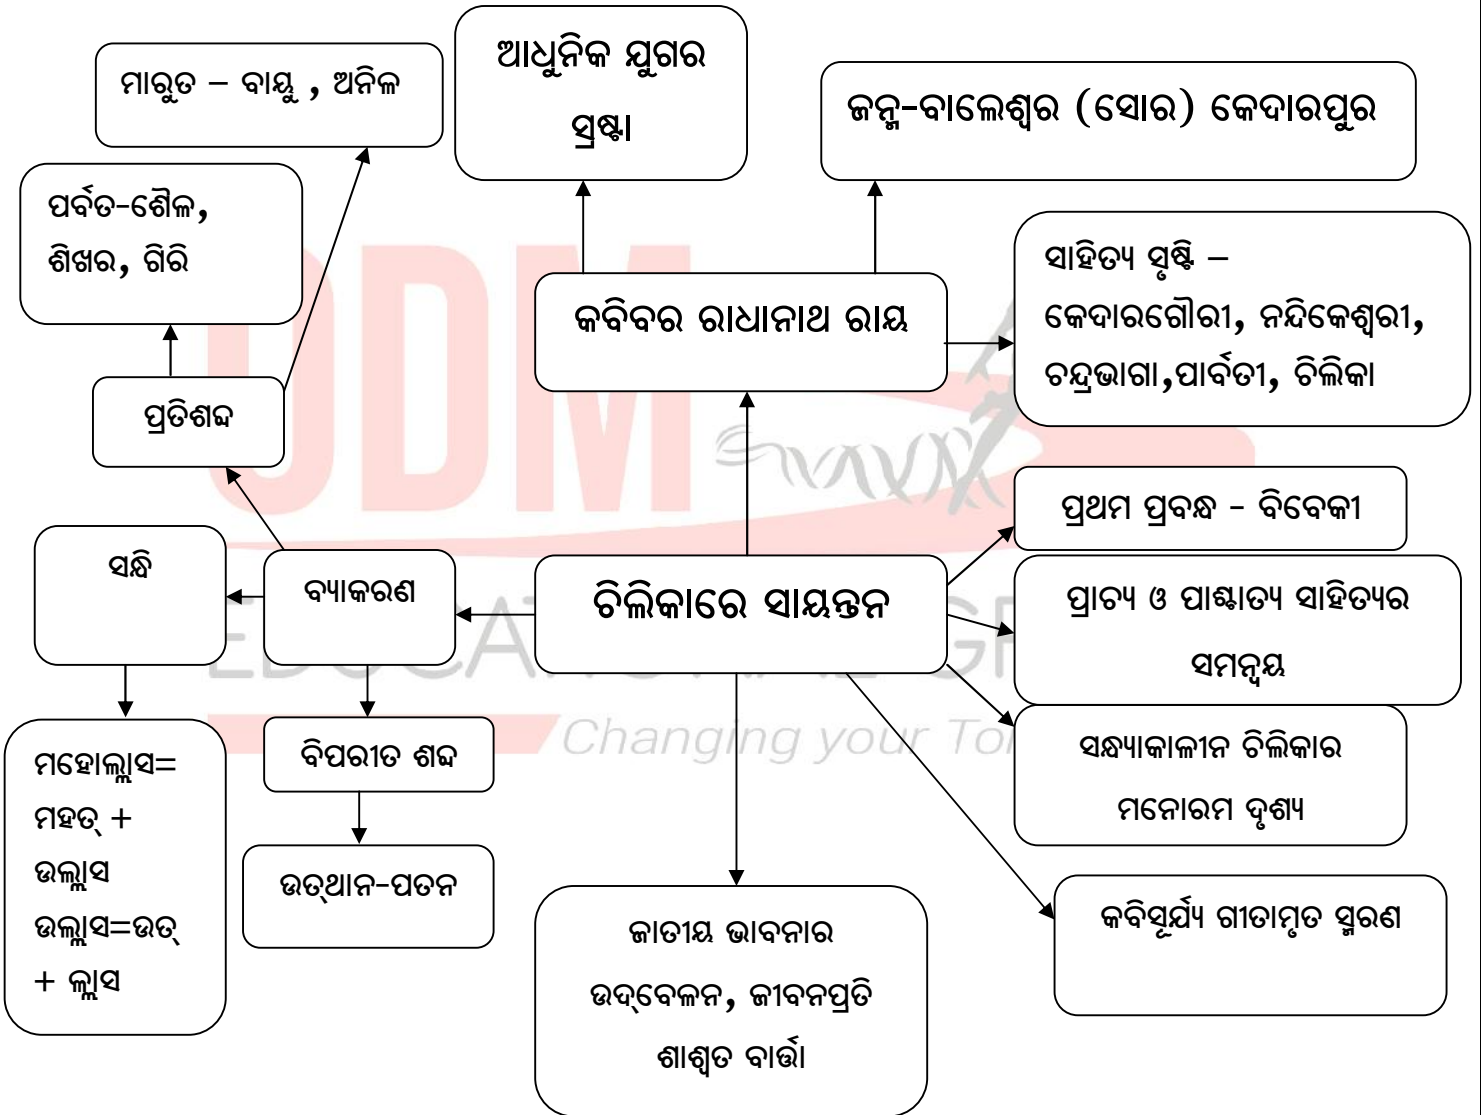 ଆଧୁନିକ ଯୁଗର
ସ୍ରଷ୍ଟା
ମାରୁତ – ବାୟୁ , ଅନିଳ
ଜନ୍ମ-ବାଲେଶ୍ୱର (ସୋର) କେଦାରପୁର
ପର୍ବତ-ଶୈଳ,
ଶିଖର, ଗିରି
ସାହିତ୍ୟ ସୃଷ୍ଟି –
କେଦାରଗୌରୀ, ନନ୍ଦିକେଶ୍ୱରୀ,
ଚନ୍ଦ୍ରଭାଗା,ପାର୍ବତୀ, ଚିଲିକା
କବିବର ରାଧାନାଥ ରାୟ
ପ୍ରତିଶବ୍ଦ
ପ୍ରଥମ ପ୍ରବନ୍ଧ - ବିବେକୀ
ସନ୍ଧି
ବ୍ୟାକରଣ
ଚିଲିକାରେ ସାୟନ୍ତନ
ପ୍ରାଚ୍ୟ ଓ ପାଶ୍ଚାତ୍ୟ ସାହିତ୍ୟର
ସମନ୍ୱୟ
ମହୋଲ୍ଲାସ=
ମହତ୍ +
ଉଲ୍ଲାସ
ଉଲ୍ଲାସ=ଉତ୍
+ ଲ୍ଲାସ
ବିପରୀତ ଶବ୍ଦ
ଉତ୍‌ଥାନ-ପତନ
ସନ୍ଧ୍ୟାକାଳୀନ ଚିଲିକାର
ମନୋରମ ଦୃଶ୍ୟ
ଜାତୀୟ ଭାବନାର
ଉଦ୍‌ବେଳନ, ଜୀବନପ୍ରତି
ଶାଶ୍ୱତ ବାର୍ତ୍ତା
କବିସୂର୍ଯ୍ୟ ଗୀତାମୃତ ସ୍ମରଣ
ODM
Changing your